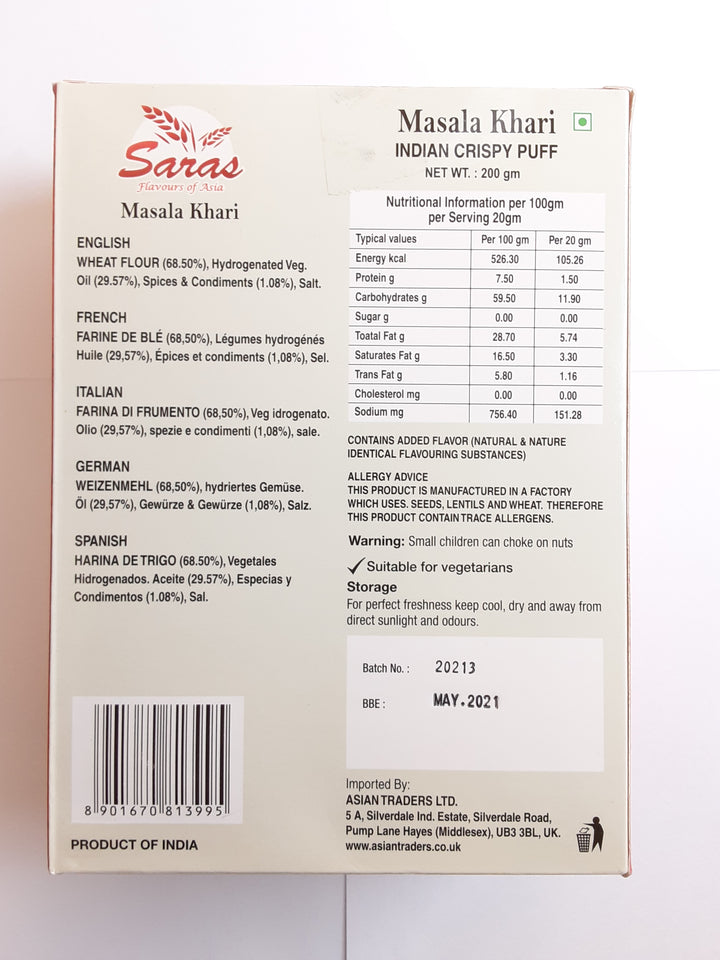 Saras
Flavours of Asia
Masala Khari
ENGLISH
WHEAT FLOUR (68.50%), Hydrogenated Veg.
Oil (29.57%), Spices & Condiments (1.08%), Salt.
FRENCH
FARINE DE BLÉ (68,50%), Légumes hydrogénés
Huile (29,57%), Épices et condiments (1,08%), Sel.
ITALIAN
FARINA DI FRUMENTO (68,50%), Veg idrogenato.
Olio (29,57%), spezie e condimenti (1,08%), sale.
GERMAN
WEIZENMEHL (68,50%), hydriertes Gemüse.
Öl (29,57%), Gewürze & Gewürze (1,08%), Salz.
SPANISH
HARINA DE TRIGO (68.50%), Vegetales
Hidrogenados. Aceite (29.57%), Especias y
Condimentos (1.08%), Sal.
8 901670 813995
PRODUCT OF INDIA
Masala Khari
INDIAN CRISPY PUFF
NET WT. : 200 gm
Nutritional Information per 100gm
per Serving 20gm
Typical values Per 100 gm Per 20 gm
Energy kcal 526.30 105.26
Protein g 7.50 1.50
Carbohydrates g 59.50 11.90
Sugar g 0.00 0.00
Toatal Fat g 28.70 5.74
Saturates Fat g 16.50 3.30
Trans Fat g 5.80 1.16
Cholesterol mg 0.00 0.00
Sodium mg 756.40 151.28
CONTAINS ADDED FLAVOR (NATURAL & NATURE
IDENTICAL FLAVOURING SUBSTANCES)
ALLERGY ADVICE
THIS PRODUCT IS MANUFACTURED IN A FACTORY
WHICH USES. SEEDS, LENTILS AND WHEAT. THEREFORE
THIS PRODUCT CONTAIN TRACE ALLERGENS.
Warning: Small children can choke on nuts
Suitable for vegetarians
Storage
For perfect freshness keep cool, dry and away from
direct sunlight and odours.
Batch No. : 20213
BBE : MAY.2021
Imported By:
ASIAN TRADERS LTD.
5 A, Silverdale Ind. Estate, Silverdale Road,
Pump Lane Hayes (Middlesex), UB3 3BL, UK.
www.asiantraders.co.uk